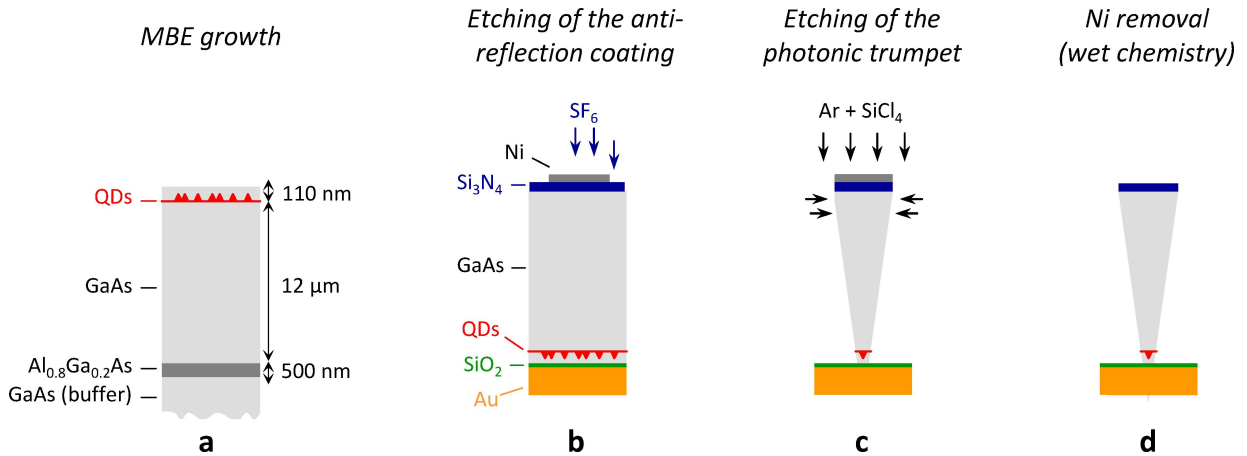 MBE growth
Etching of the anti-
reflection coating
Etching of the
photonic trumpet
Ni removal
(wet chemistry)
QDs
110 nm
GaAs
12 µm
Al0.8Ga0.2As
500 nm
GaAs (buffer)
a
SF6
Ni
Si3N4
GaAs
QDs
SiO2
Au
b
Ar + SiCl4
c
d